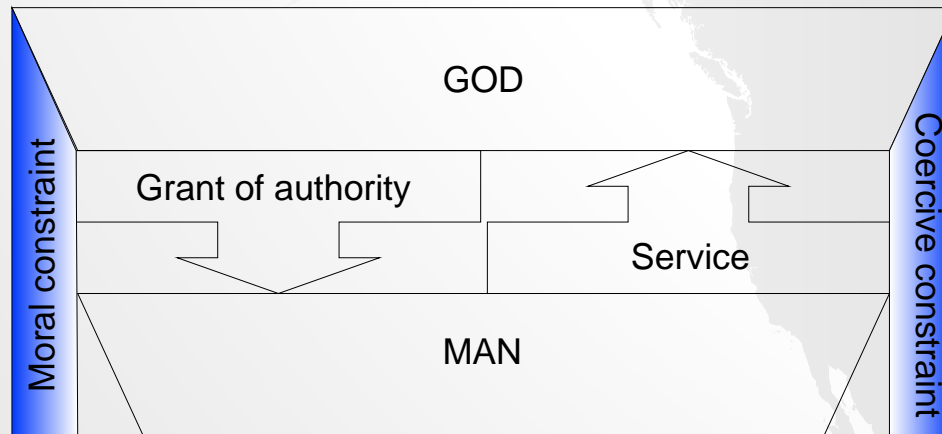 GOD
Moral constraint
Grant of authority
Service
Coercive constraint
MAN